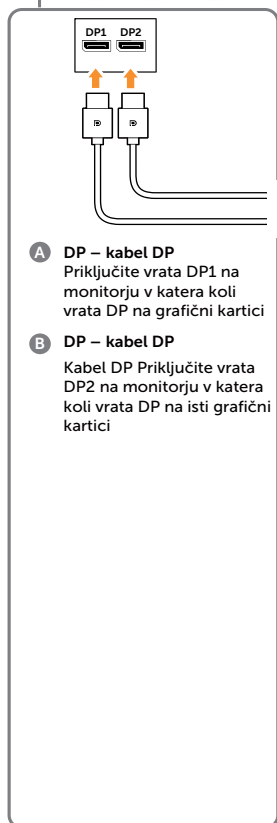 DP1 DP2
A DP – kabel DP
Priključite vrata DP1 na
monitorju v katera koli
vrata DP na grafični kartici
B DP – kabel DP
Kabel DP Priključite vrata
DP2 na monitorju v katera
koli vrata DP na isti grafični
kartici